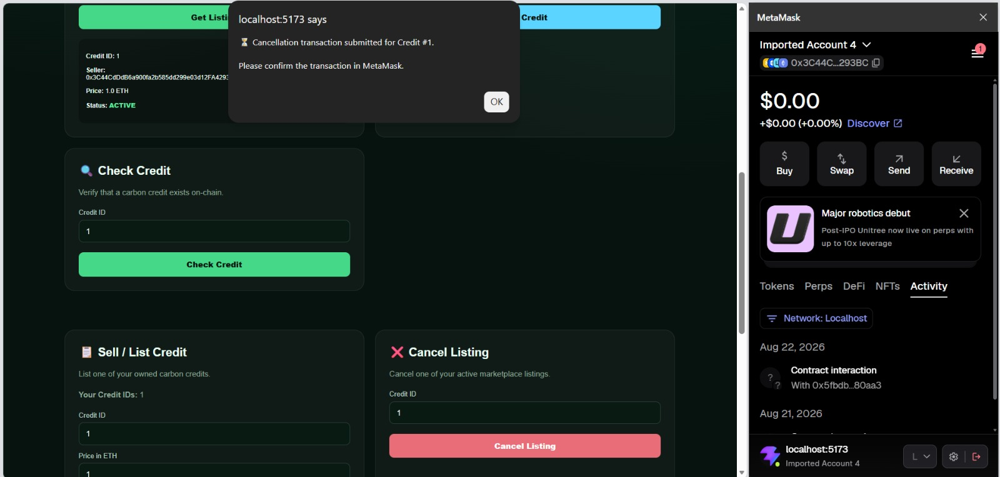 Get Listi
Credit
localhost:5173 says
⏳ Cancellation transaction submitted for Credit #1.
Please confirm the transaction in MetaMask.
OK
Credit ID: 1
Seller:
0x3C44CdDdB6a900fa2b585dd299e03d12FA4293
Price: 1.0 ETH
Status: ACTIVE
Check Credit
Verify that a carbon credit exists on-chain.
Credit ID
1
Check Credit
Sell / List Credit
List one of your owned carbon credits.
Your Credit IDs: 1
Credit ID
1
Price in ETH
1
Cancel Listing
Cancel one of your active marketplace listings.
Credit ID
1
Cancel Listing
MetaMask
Imported Account 4
1
0x3C44C...293BC
$0.00
+$0.00 (+0.00%) Discover
$
Buy
Swap
Send
Receive
U
Major robotics debut
Post-IPO Unitree now live on perps with
up to 10x leverage
Tokens Perps DeFi NFTs Activity
Network: Localhost
Aug 22, 2026
? ?
Contract interaction
With 0x5fbdb...80aa3
Aug 21, 2026
localhost:5173
Imported Account 4
L